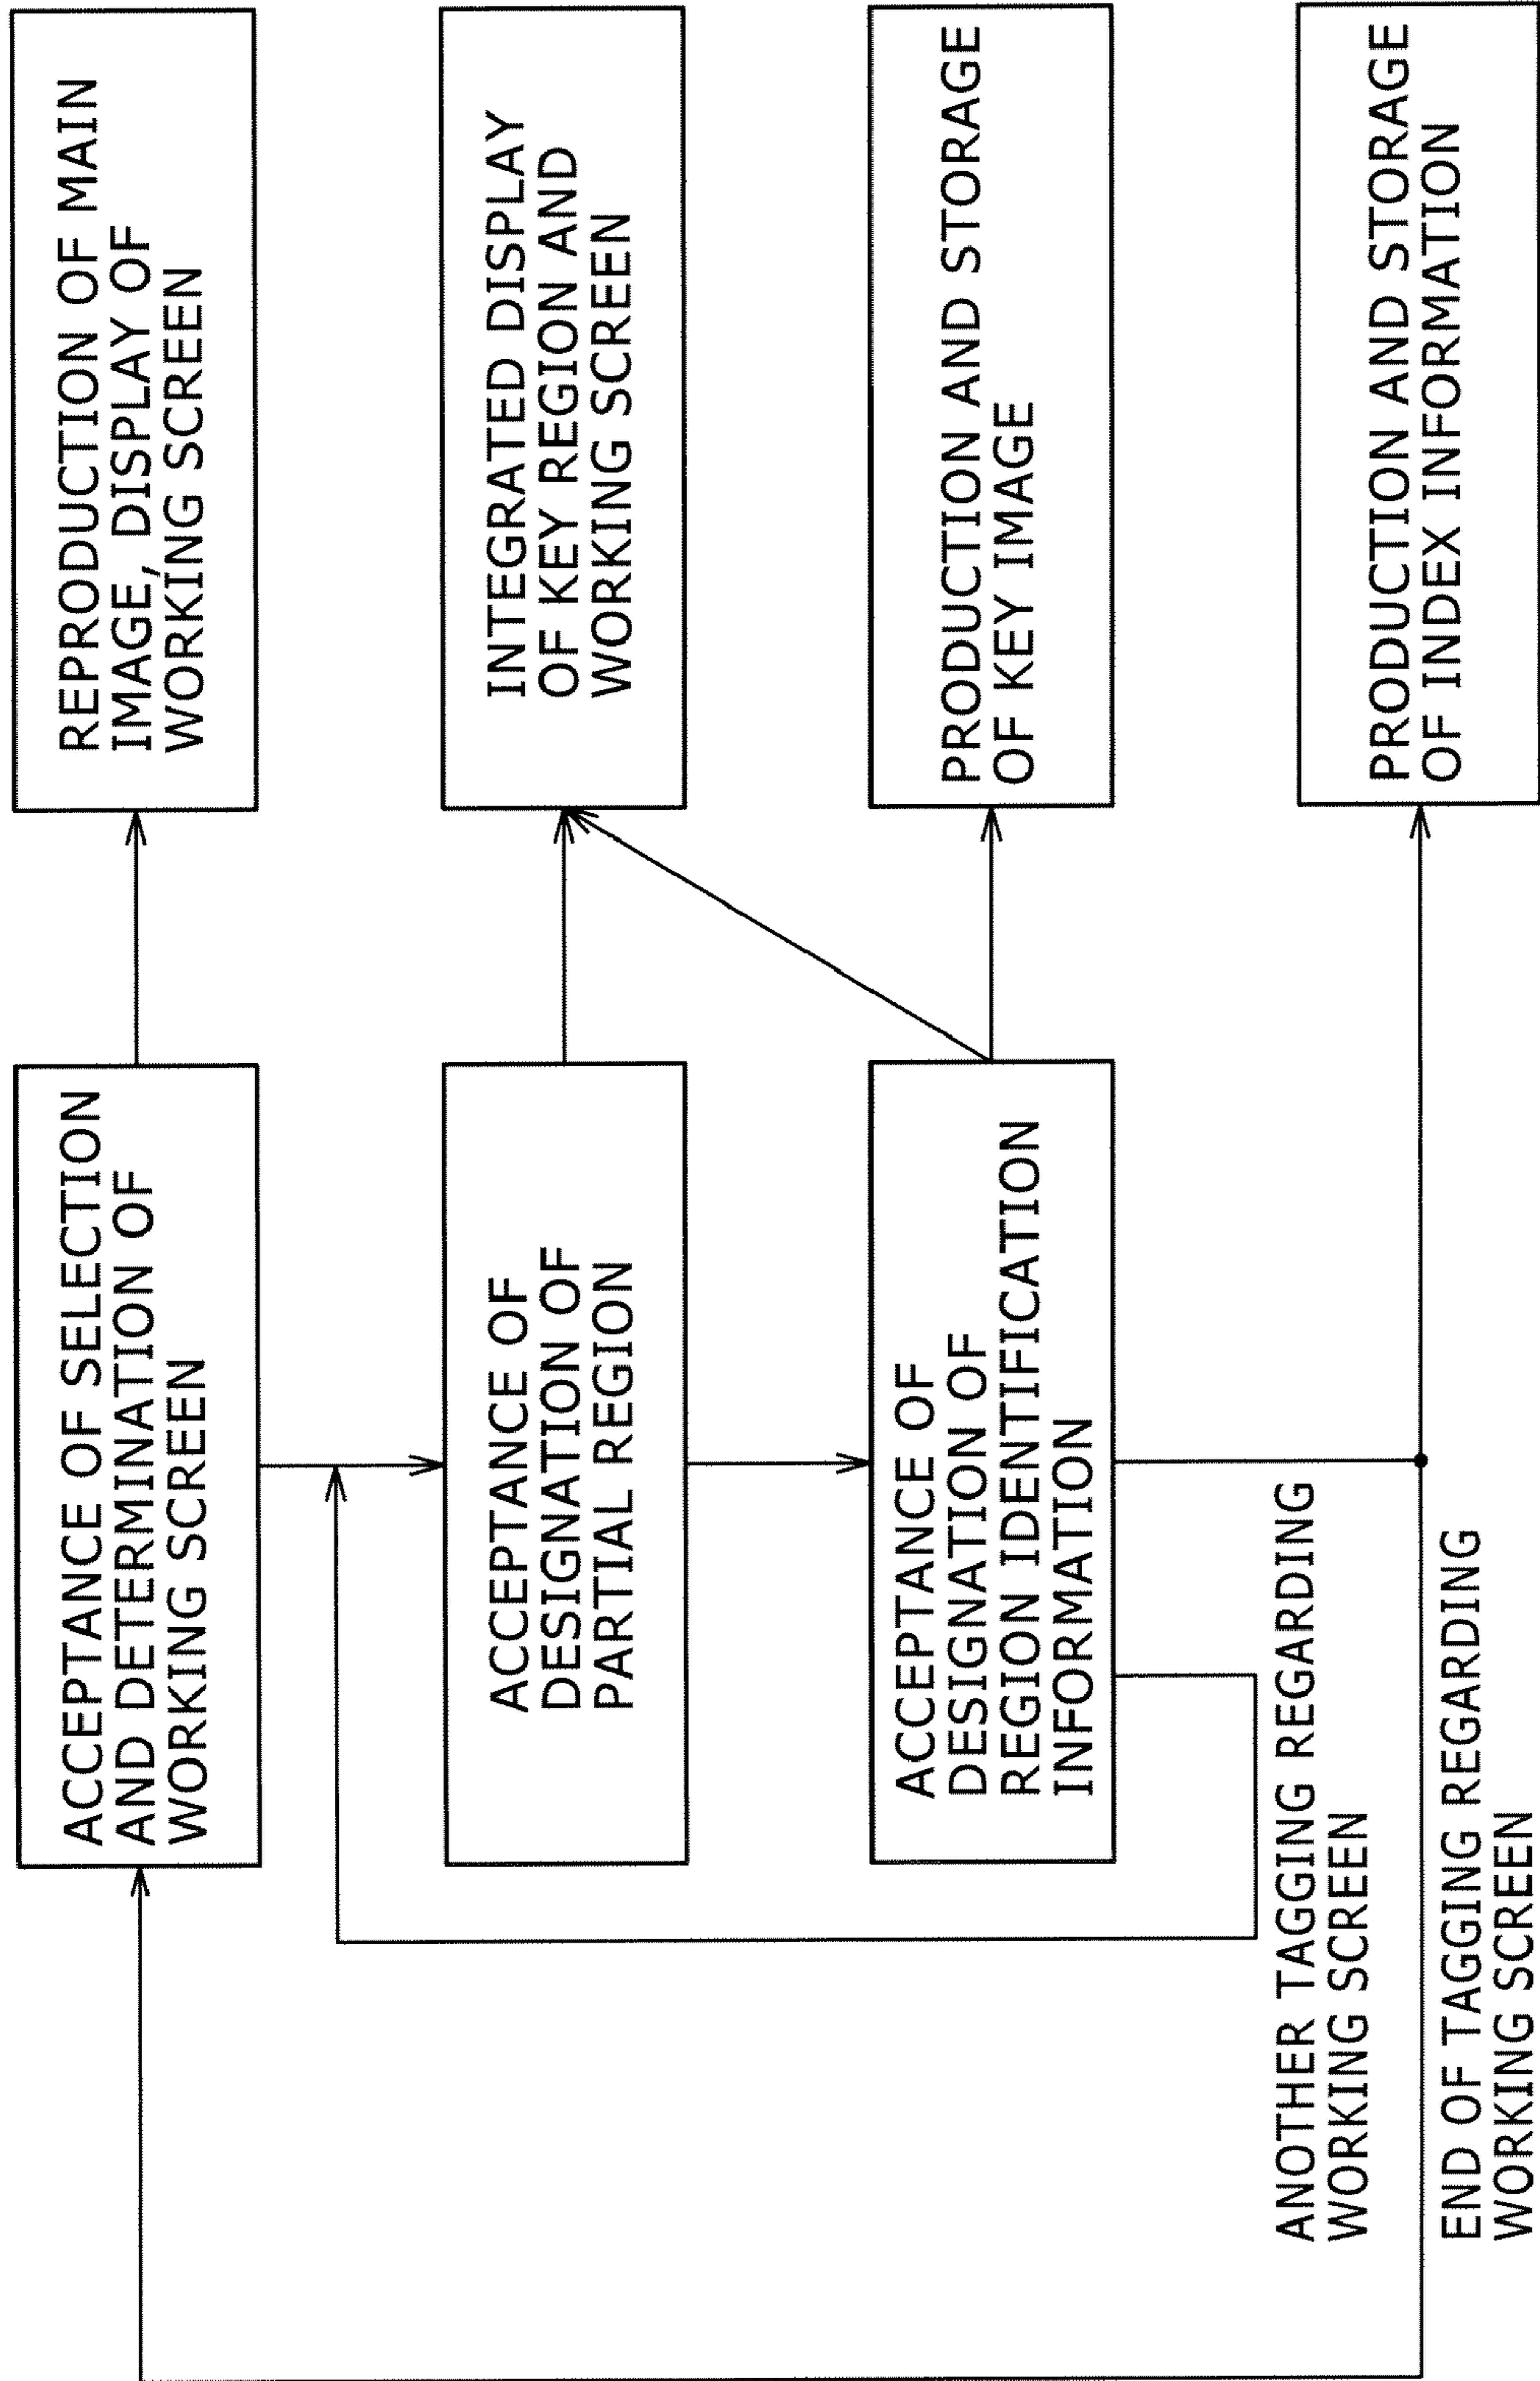 ACCEPTANCE OF SELECTION
AND DETERMINATION OF
WORKING SCREEN
REPRODUCTION OF MAIN
IMAGE, DISPLAY OF
WORKING SCREEN
ACCEPTANCE OF
DESIGNATION OF
PARTIAL REGION
INTEGRATED DISPLAY
OF KEY REGION AND
WORKING SCREEN
ACCEPTANCE OF
DESIGNATION OF
REGION IDENTIFICATION
INFORMATION
PRODUCTION AND STORAGE
OF KEY IMAGE
ANOTHER TAGGING REGARDING
WORKING SCREEN
PRODUCTION AND STORAGE
OF INDEX INFORMATION
END OF TAGGING REGARDING
WORKING SCREEN